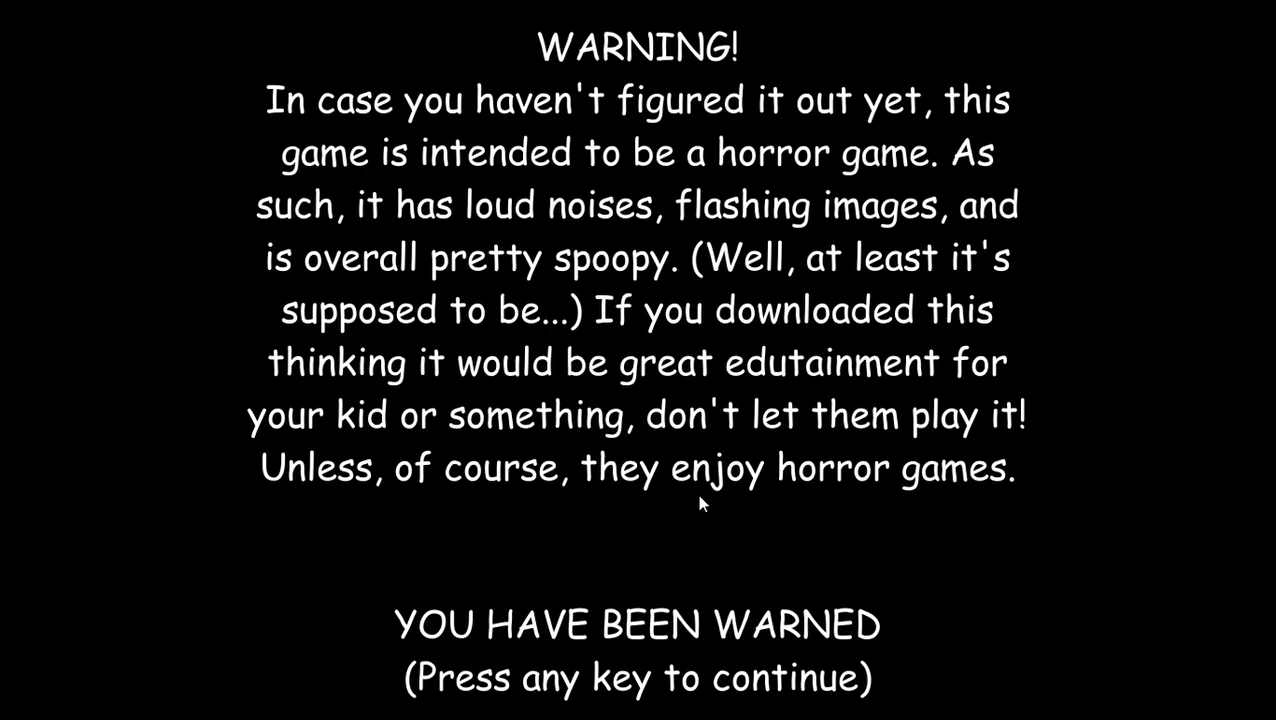 WARNING!
In case you haven't figured it out yet, this
game is intended to be a horror game. As
such, it has loud noises, flashing images, and
is overall pretty spoopy. (Well, at least it's
supposed to be...) If you downloaded this
thinking it would be great edutainment for
your kid or something, don't let them play it!
Unless, of course, they enjoy horror games.
YOU HAVE BEEN WARNED
(Press any key to continue)